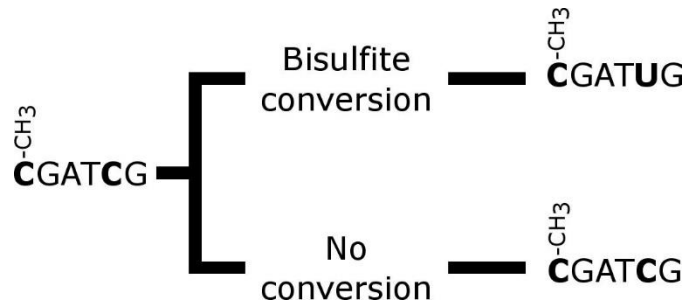 -CH3
CGATCG
Bisulfite
conversion
-CH3
CGATUG
No
conversion
-CH3
CGATCG